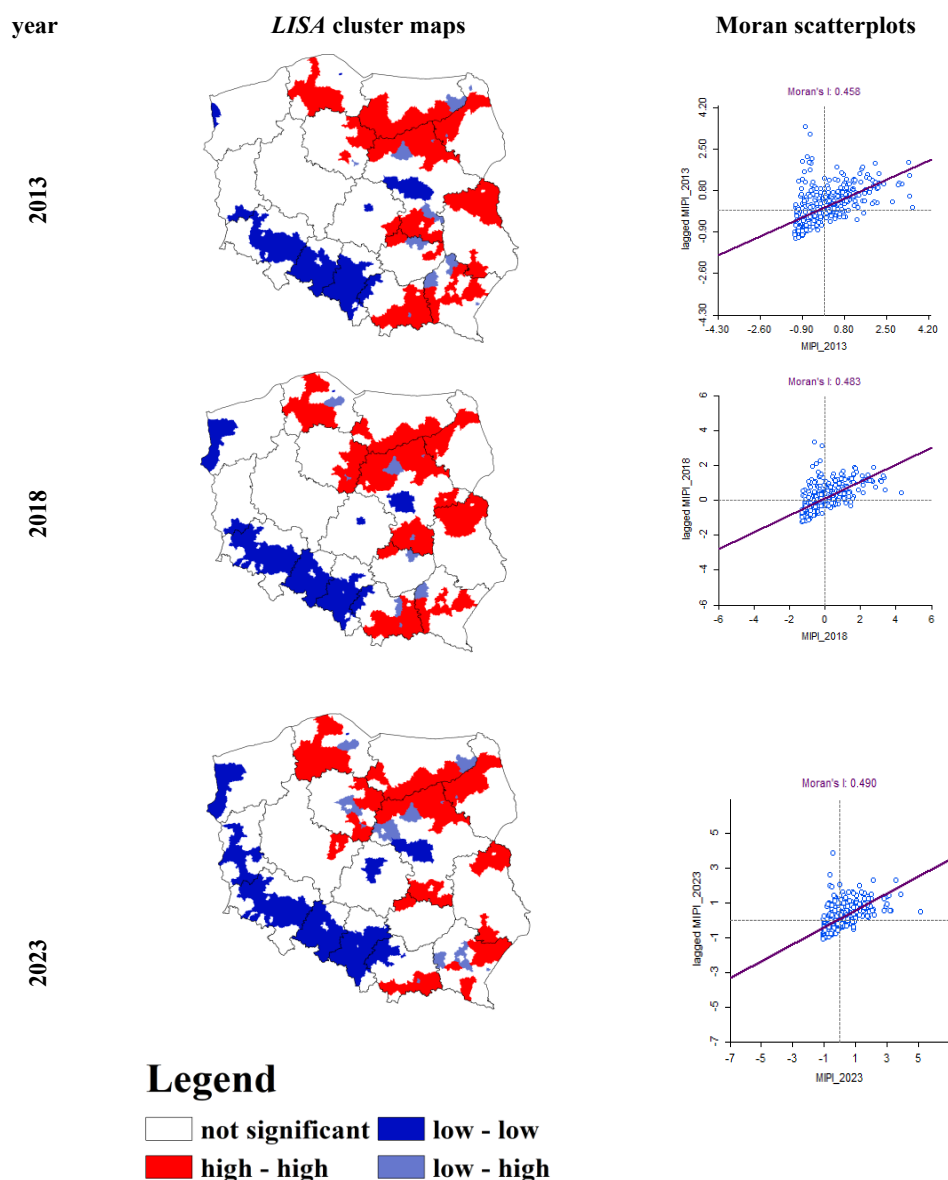 year LISA cluster maps Moran scatterplots
2013
Moran's I: 0.458
lagged MIPI_2013
4.20
2.50
0.80
-0.90
-2.60
-4.30
-4.30 -2.60 -0.90 0.80 2.50 4.20
MIPI_2013
2018
Moran's I: 0.483
lagged MIPI_2018
6
4
2
0
-2
-4
-6
-6 -4 -2 0 2 4 6
MIPI_2018
2023
Moran's I: 0.490
lagged MIPI_2023
5
3
1
-1
-3
-5
-7
-7 -5 -3 -1 1 3 5
MIPI_2023
Legend
not significant low - low
high - high low - high